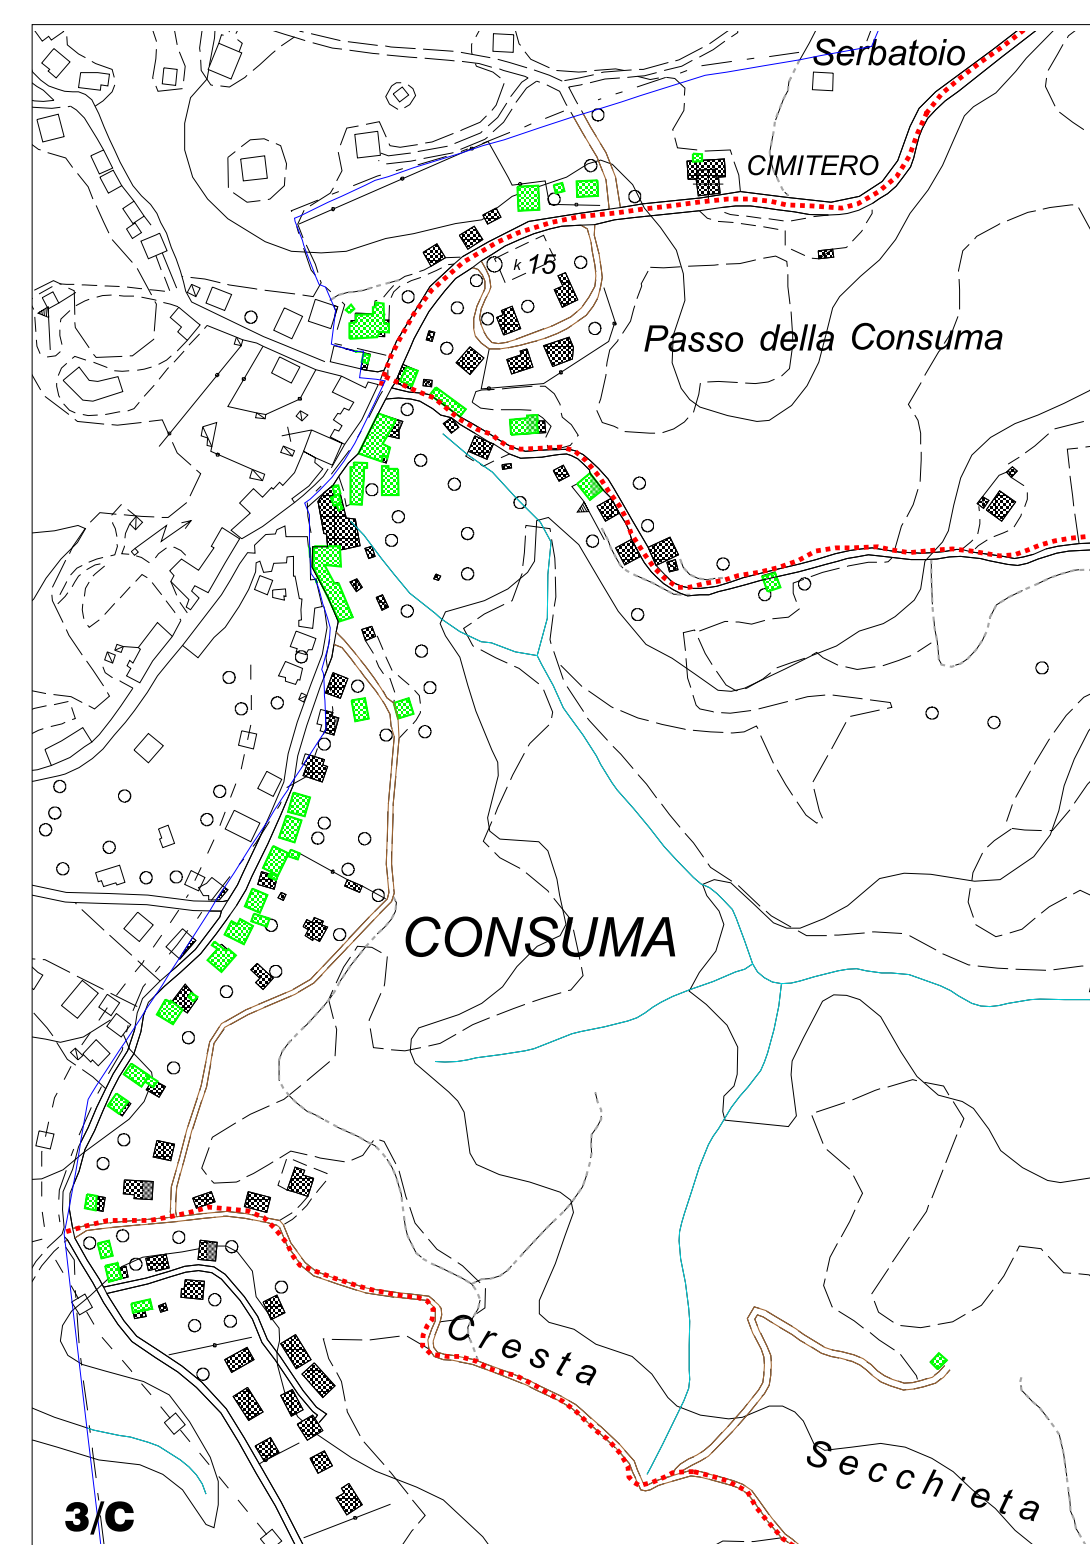 Serbatoio
CIMITERO
k 15
Passo della Consuma
CONSUMA
Cresta
Secchieta
3/C